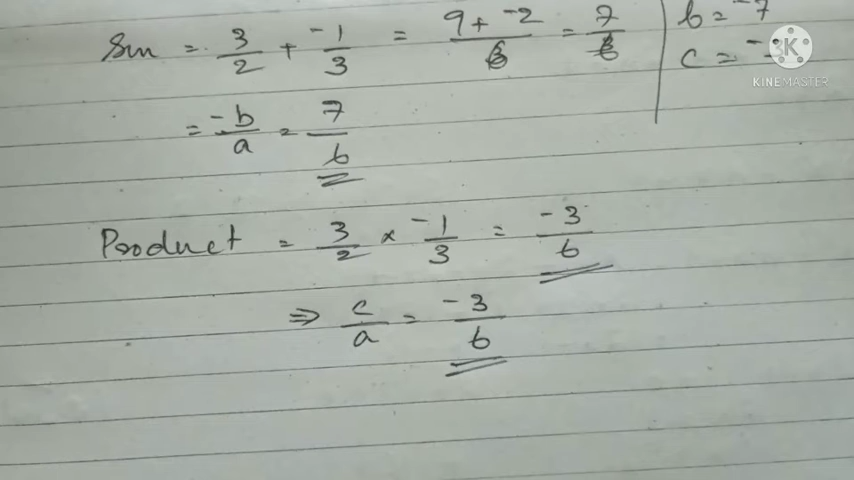 Sum = 3/2 + -1/3 = 9 + -2/6 = 7/6
b = -7
c = -3
= -b/a = 7/6
Product = 3/2 × -1/3 = -3/6
⇒ c/a = -3/6
KINEMASTER